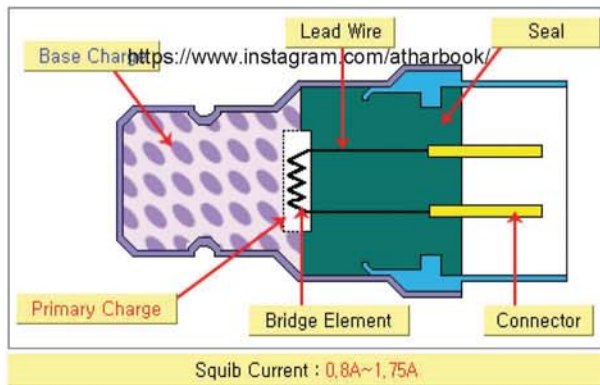 Lead Wire
Seal
Base Charge
https://www.instagram.com/atharbook/
Primary Charge
Bridge Element
Connector
Squib Current : 0,8A~1,75A